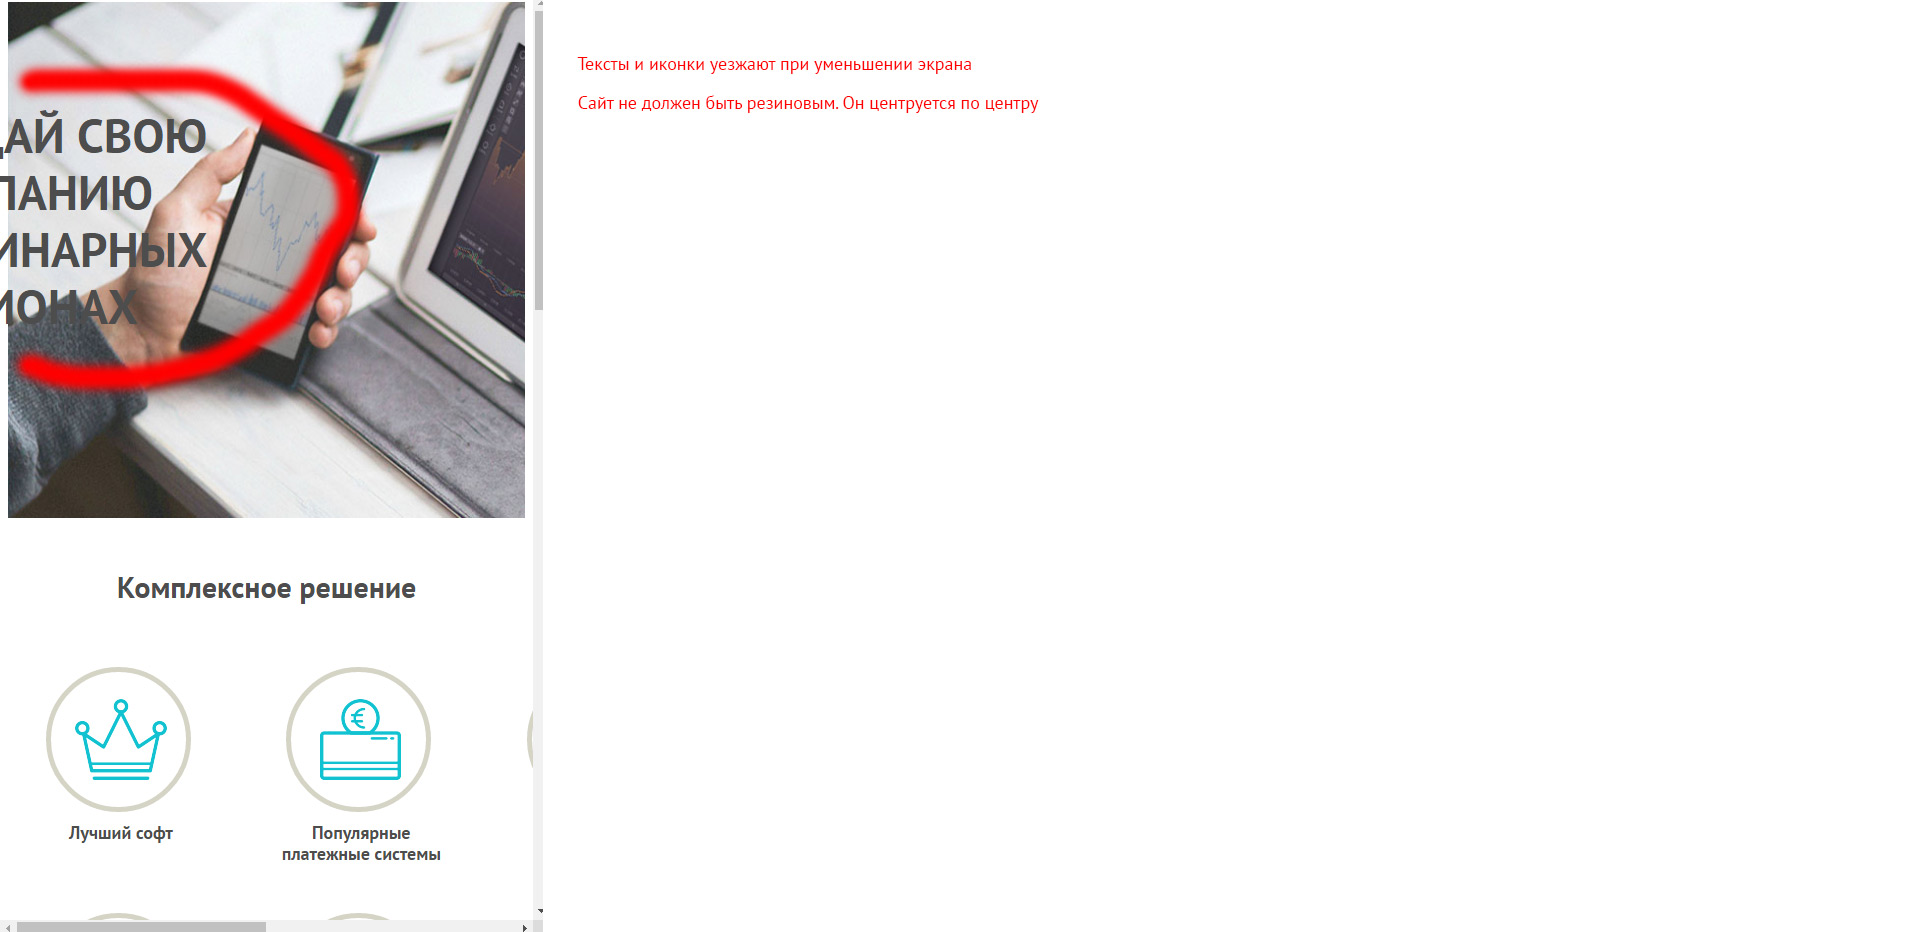 Тексты и иконки уезжают при уменьшении экрана
Сайт не должен быть резиновым. Он центруется по центру
ДАЙ СВОЮ
ПАНИЮ
ИНАРНЫХ
ИОНАХ
Комплексное решение
Лучший софт
Популярные
платежные системы